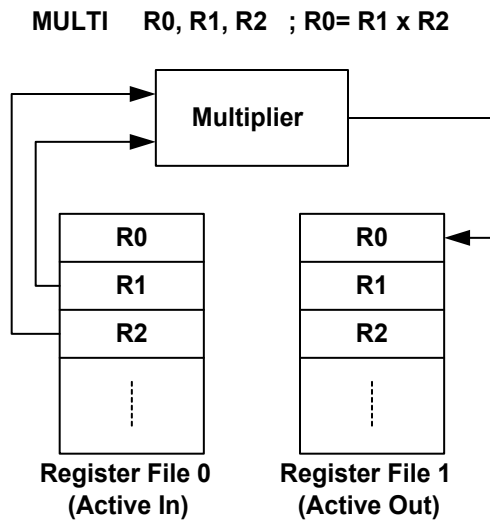 MULTI R0, R1, R2 ; R0= R1 x R2
Multiplier
R0
R1
R2
Register File 0
(Active In)
R0
R1
R2
Register File 1
(Active Out)